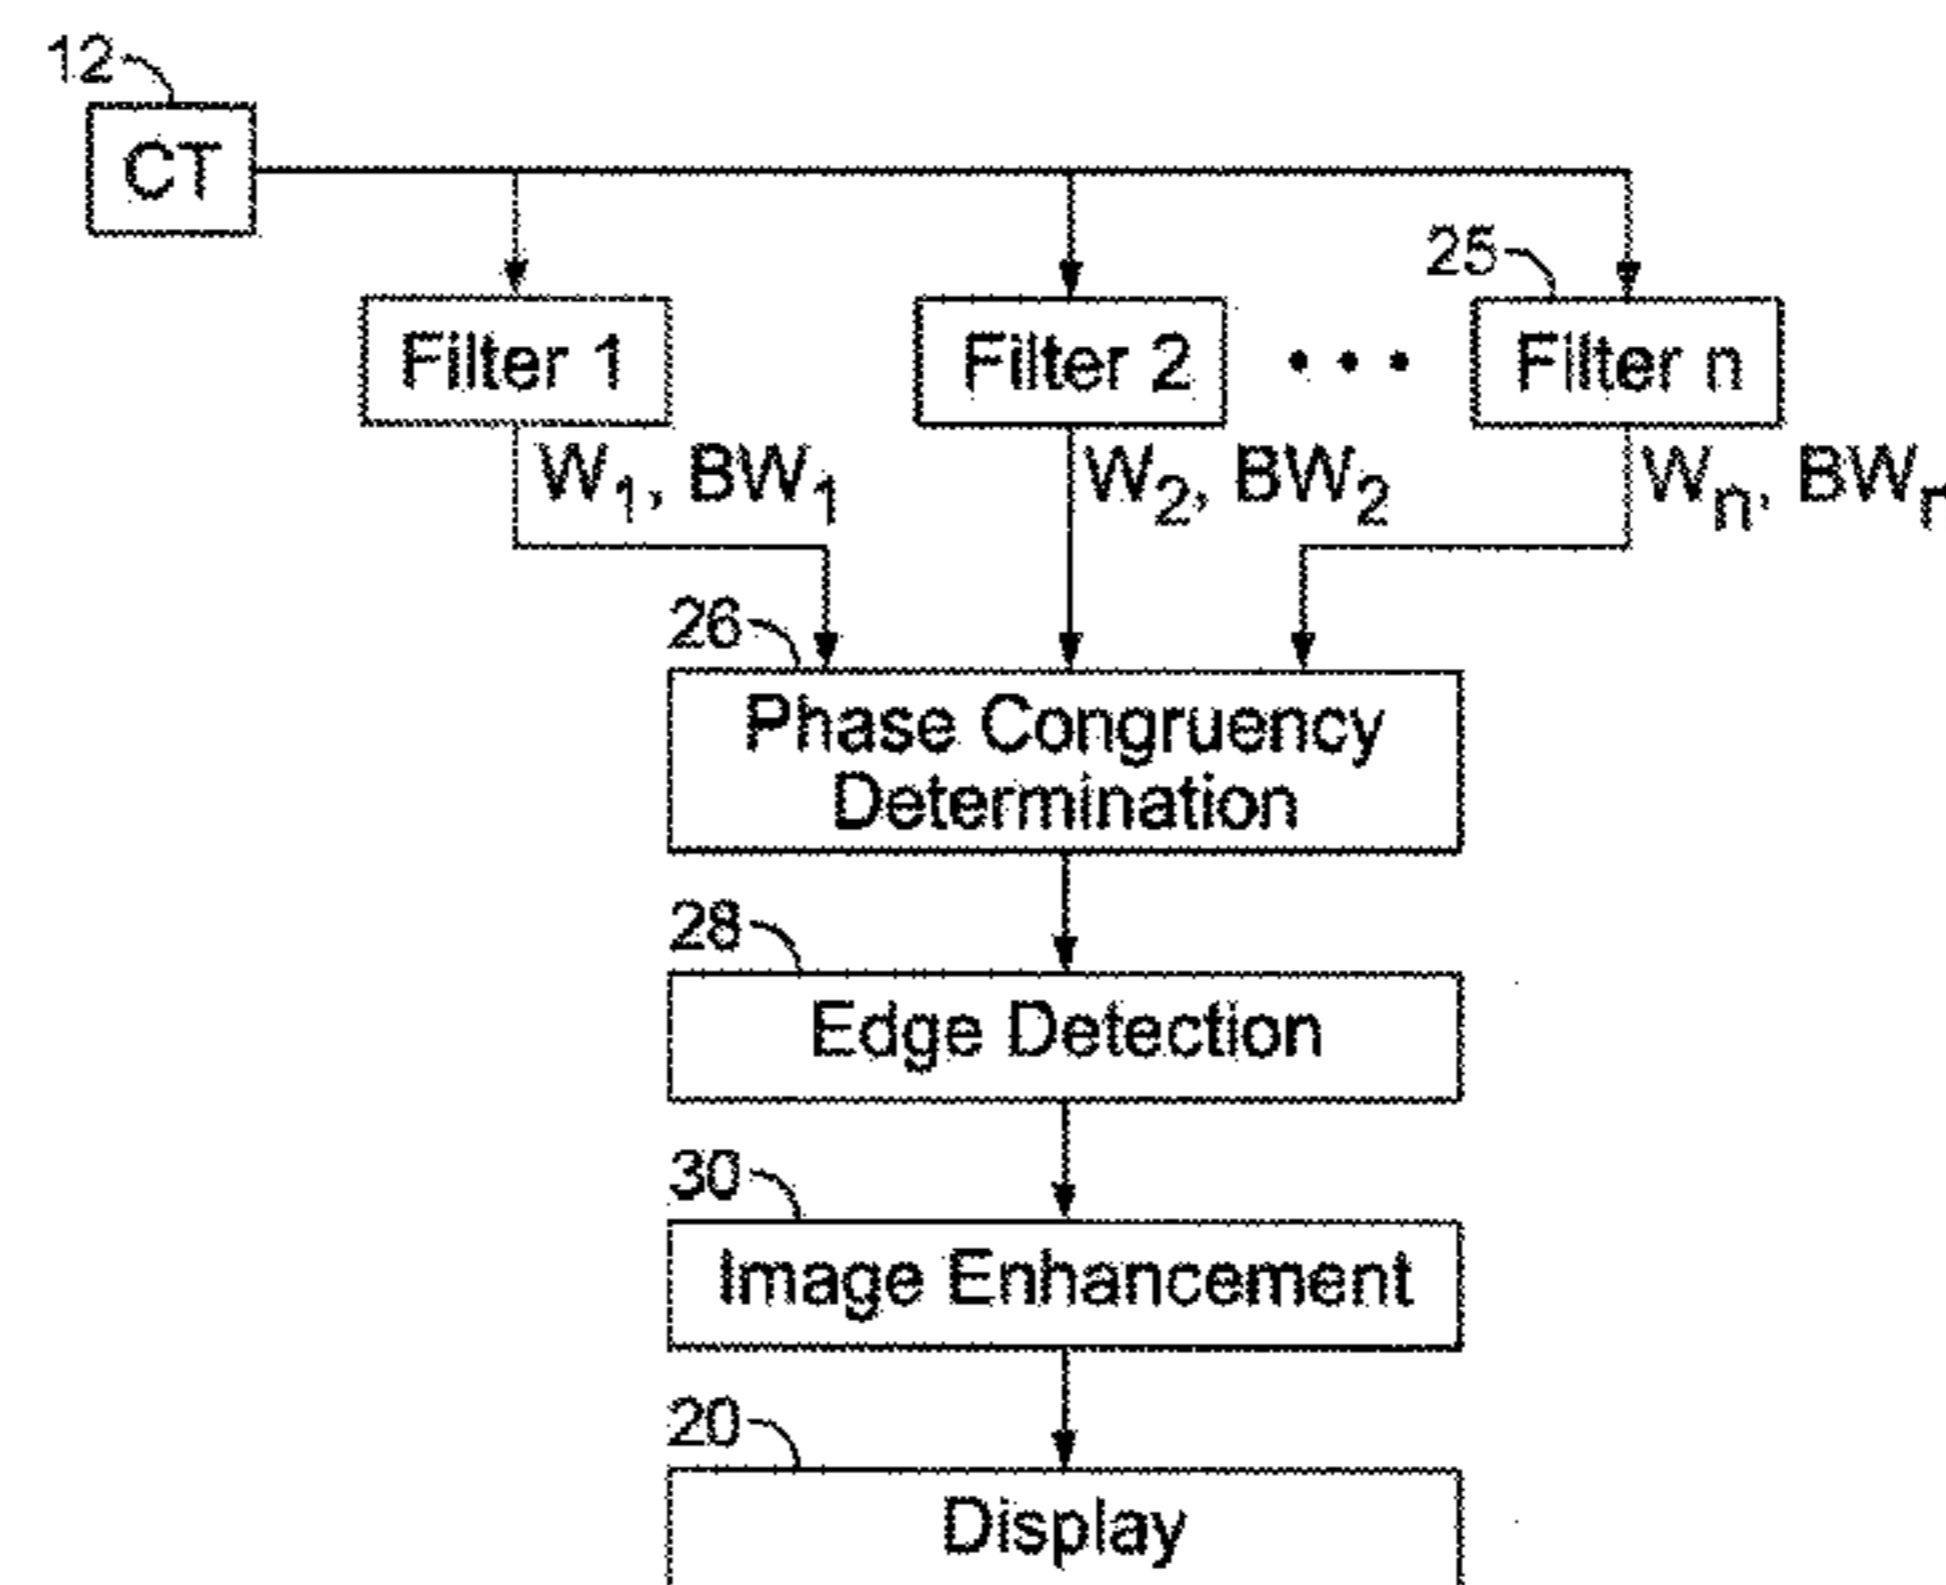 12
CT
25
Filter 1
Filter 2
• • •
Filter n
W1, BW1
W2, BW2
Wn, BWn
26
Phase Congruency
Determination
28
Edge Detection
30
Image Enhancement
20
Display